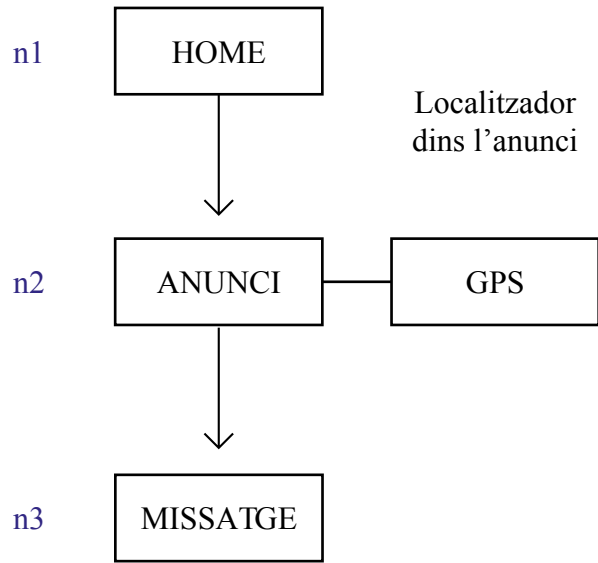 n1
HOME
Localitzador
dins l’anunci
n2
ANUNCI
GPS
n3
MISSATGE